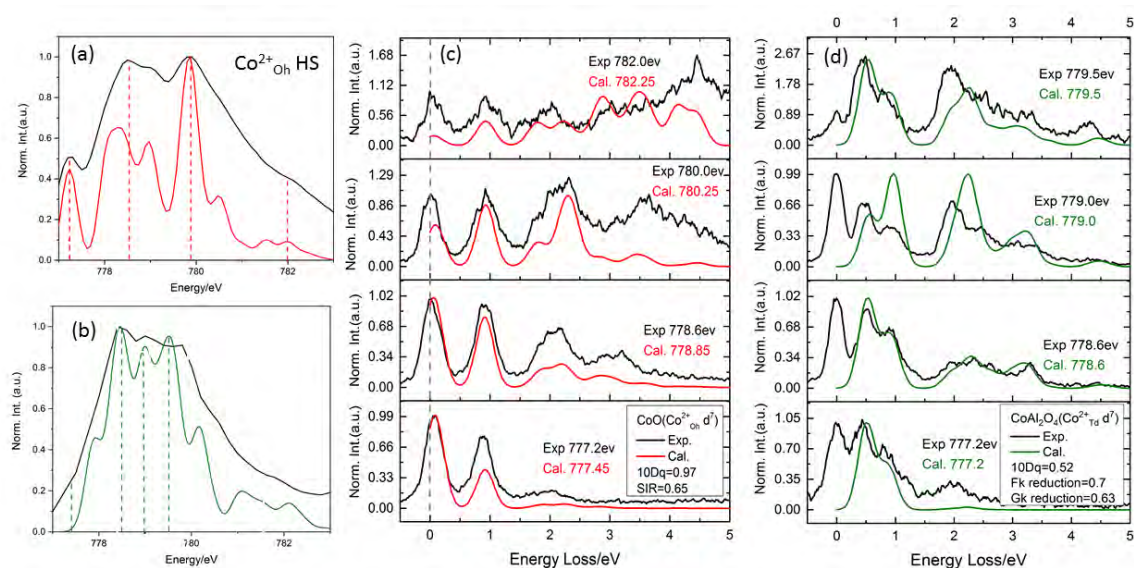 (a)
Co²⁺Oh HS
Norm. Int.(a.u.)
1.0
0.8
0.6
0.4
0.2
0.0
778
780
782
Energy/eV
(b)
Norm. Int. (a.u.)
1.0
0.8
0.6
0.4
0.2
0.0
778
780
782
Energy/eV
(c)
0 1 2 3 4 5
Norm. Int.(a.u.)
1.68
1.12
0.56
0.00
Exp 782.0ev
Cal. 782.25
Norm. Int.(a.u.)
1.29
0.86
0.43
0.00
Exp 780.0ev
Cal. 780.25
Norm. Int.(a.u.)
1.02
0.68
0.34
0.00
Exp 778.6ev
Cal. 778.85
Norm. Int.(a.u.)
0.99
0.66
0.33
0.00
Exp 777.2ev
Cal. 777.45
CoO(Co²⁺Oh d⁷)
Exp.
Cal.
10Dq=0.97
SIR=0.65
0 1 2 3 4 5
Energy Loss/eV
(d)
0 1 2 3 4 5
Norm. Int.(a.u.)
2.67
1.78
0.89
0.00
Exp 779.5ev
Cal. 779.5
Norm. Int.(a.u.)
0.99
0.66
0.33
0.00
Exp 779.0ev
Cal. 779.0
Norm. Int.(a.u.)
1.02
0.68
0.34
0.00
Exp 778.6ev
Cal. 778.6
Norm. Int.(a.u.)
1.05
0.70
0.35
0.00
Exp 777.2ev
Cal. 777.2
CoAl₂O₄(Co²⁺Td d⁷)
Exp.
Cal.
10Dq=0.52
Fk reduction=0.7
Gk reduction=0.63
0 1 2 3 4 5
Energy Loss/eV